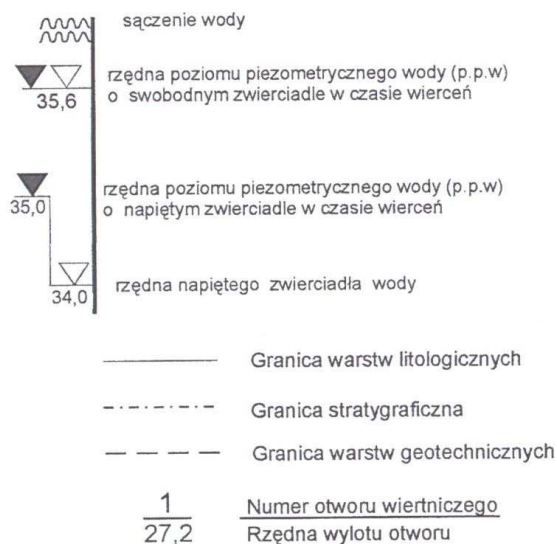 sączenie wody
rzędna poziomu piezometrycznego wody (p.p.w)
35,6
o swobodnym zwierciadle w czasie wierceń
rzędna poziomu piezometrycznego wody (p.p.w)
35,0
o napiętym zwierciadle w czasie wierceń
rzędna napiętego zwierciadła wody
34,0
Granica warstw litologicznych
Granica stratygraficzna
Granica warstw geotechnicznych
1 Numer otworu wiertniczego
27,2 Rzędna wylotu otworu